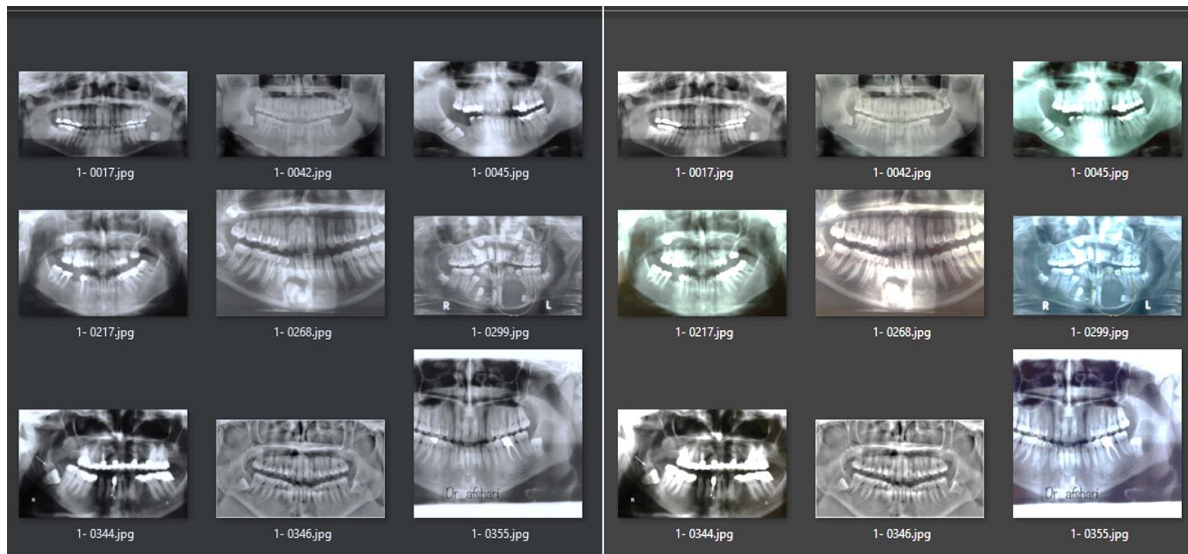 1- 0017.jpg 1- 0042.jpg 1- 0045.jpg
1- 0217.jpg 1- 0268.jpg R L 1- 0299.jpg
1- 0344.jpg 1- 0346.jpg Dr afshari 1- 0355.jpg
1- 0017.jpg 1- 0042.jpg 1- 0045.jpg
1- 0217.jpg 1- 0268.jpg R L 1- 0299.jpg
1- 0344.jpg 1- 0346.jpg Dr afshari 1- 0355.jpg